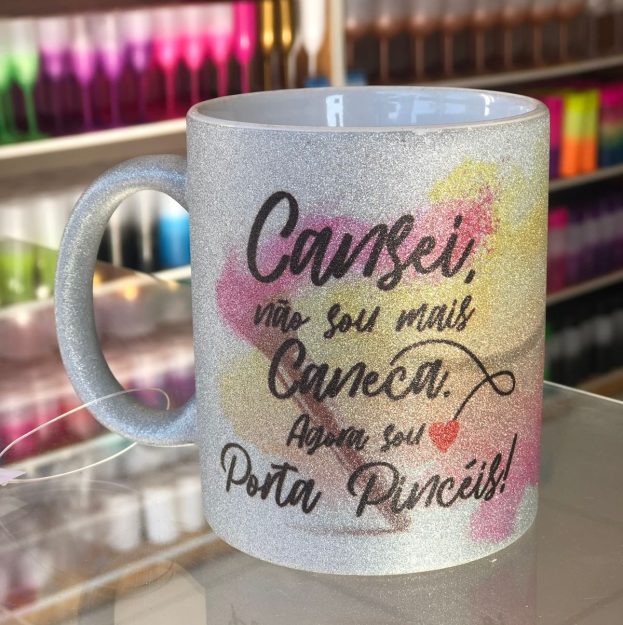 Cansei,
não sou mais
Caneca.
Agora sou
Porta Pincéis!